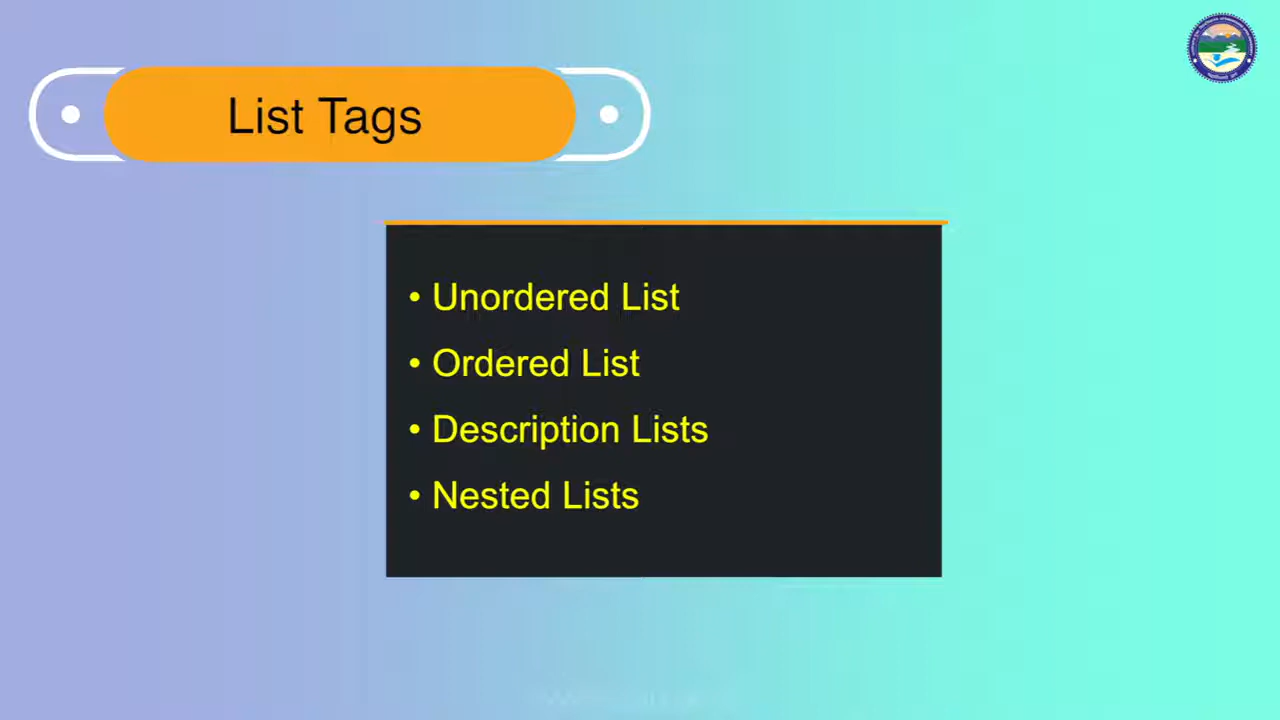 List Tags
• Unordered List
• Ordered List
• Description Lists
• Nested Lists